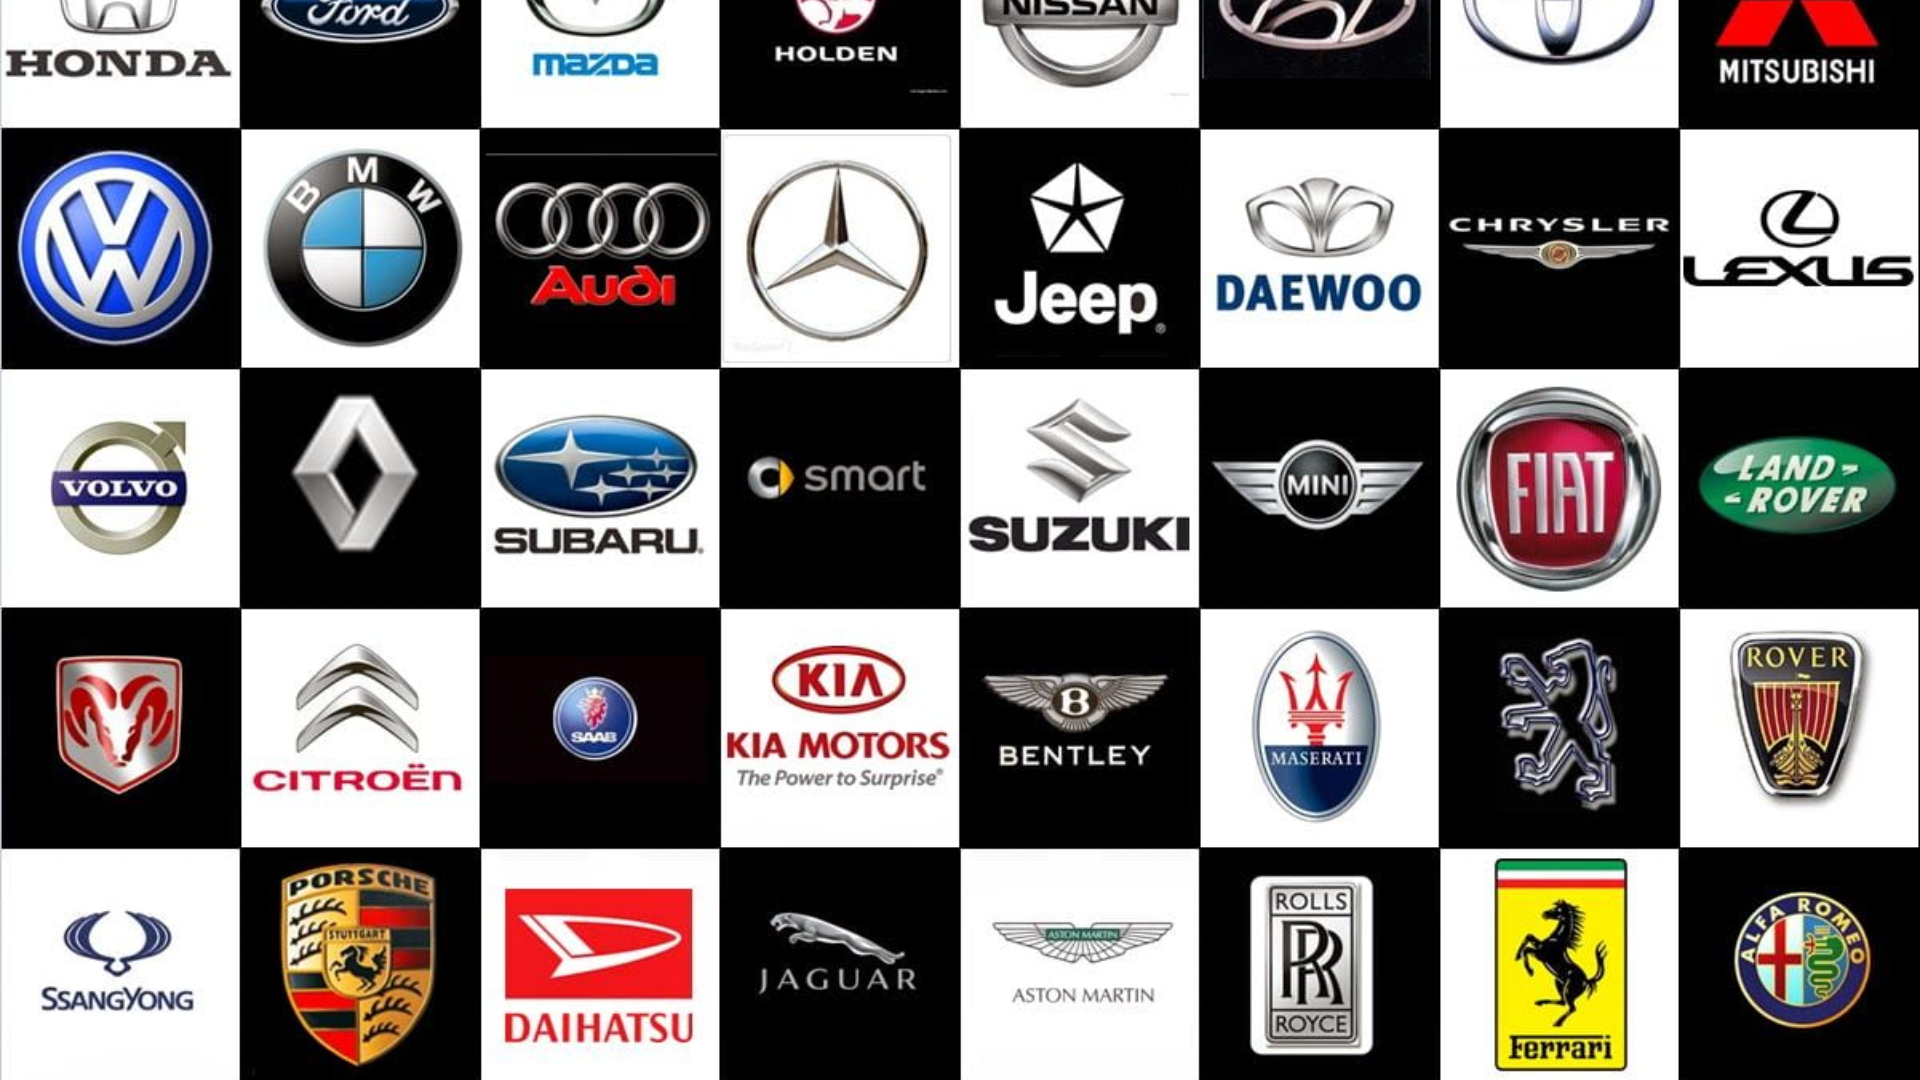 HONDA
Ford
mazda
HOLDEN
NISSAN
MITSUBISHI
VW
BMW
Audi
Jeep®
DAEWOO
CHRYSLER
LEXUS
VOLVO
SUBARU®
smart
SUZUKI
MINI
FIAT
LAND-
-ROVER
CITROËN
SAAB
KIA
KIA MOTORS
The Power to Surprise®
B
BENTLEY
MASERATI
ROVER
SSANGYONG
PORSCHE
STUTTGART
DAIHATSU
JAGUAR
ASTON MARTIN
ASTON MARTIN
ROLLS
RR
ROYCE
Ferrari
ALFA ROMEO